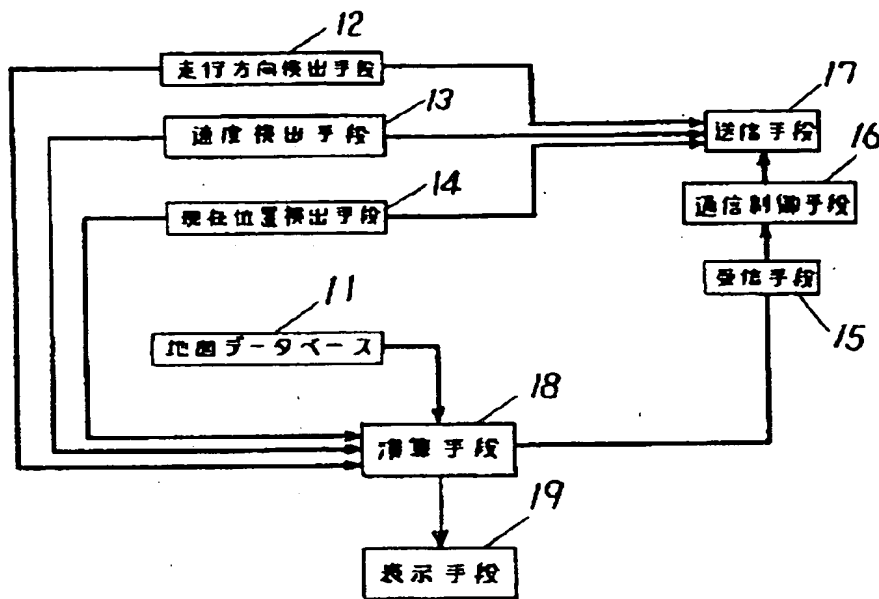 12
走行方向検出手段
17
13
速度検出手段
送信手段
16
14
現在位置検出手段
通信制御手段
受信手段
15
11
地図データベース
18
演算手段
19
表示手段